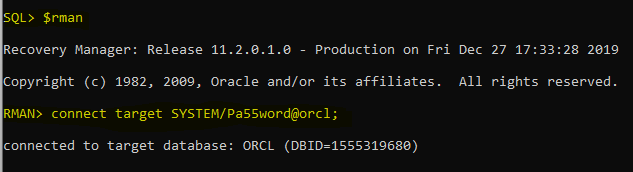 SQL> $rman
Recovery Manager: Release 11.2.0.1.0 - Production on Fri Dec 27 17:33:28 2019
Copyright (c) 1982, 2009, Oracle and/or its affiliates.  All rights reserved.
RMAN> connect target SYSTEM/Pa55word@orcl;
connected to target database: ORCL (DBID=1555319680)